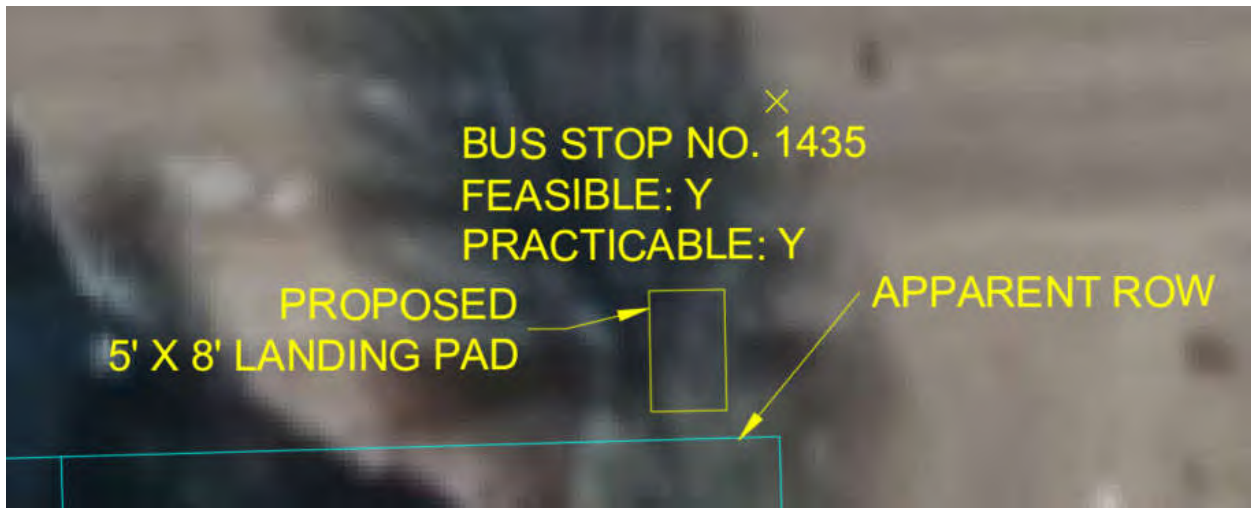 BUS STOP NO. 1435
FEASIBLE: Y
PRACTICABLE: Y
PROPOSED
5' X 8' LANDING PAD
APPARENT ROW